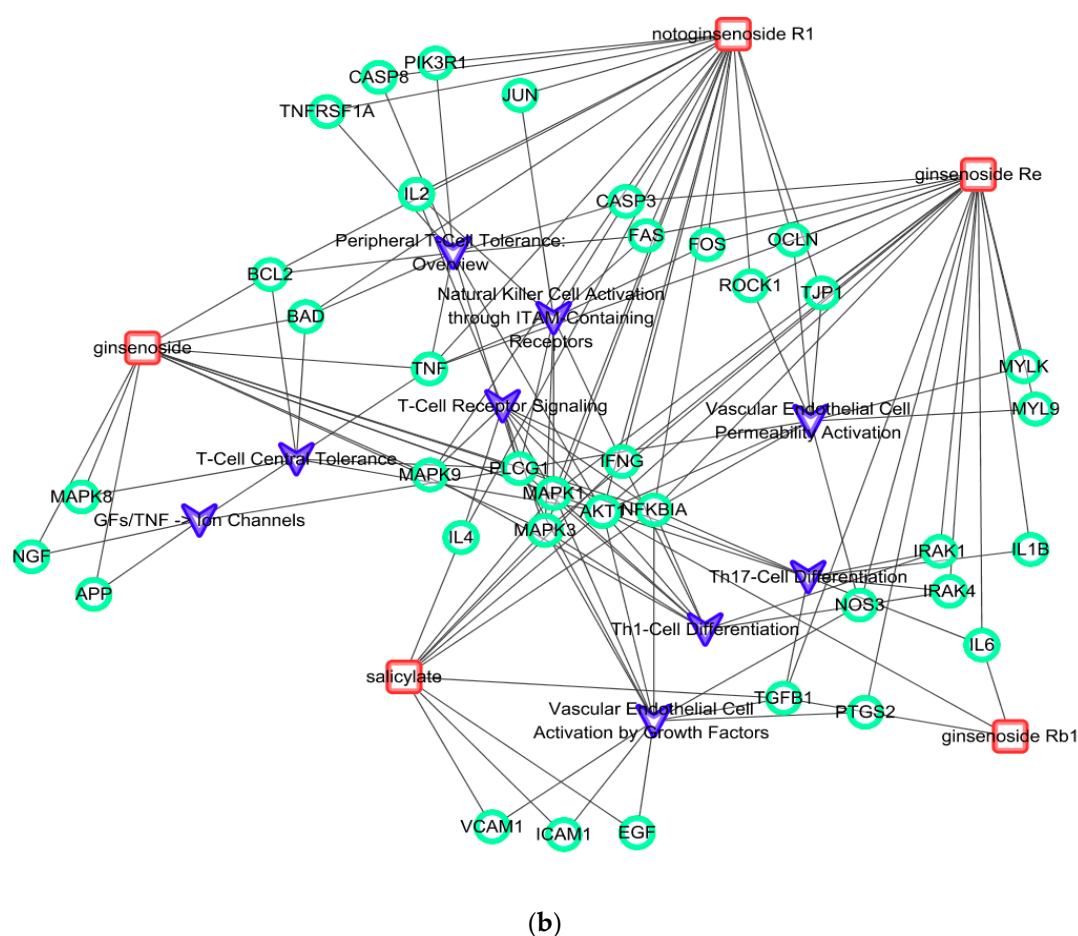 notoginsenoside R1
PIK3R1
CASP8
JUN
TNFRSF1A
ginsenoside Re
IL2
CASP3
FAS
FOS
OCLN
Peripheral T-Cell Tolerance:
Overview
BCL2
ROCK1
TJP1
Natural Killer Cell Activation
through ITAM-Containing
Receptors
BAD
ginsenoside
TNF
MYLK
T-Cell Receptor Signaling
Vascular Endothelial Cell
Permeability Activation
MYL9
T-Cell Central Tolerance
MAPK9
PLCG1
IFNG
MAPK8
MAPK1
GFs/TNF -> Ion Channels
AKT1
NFKBIA
MAPK3
IL4
NGF
IRAK1
IL1B
APP
Th17-Cell Differentiation
IRAK4
NOS3
Th1-Cell Differentiation
IL6
salicylate
TGFB1
Vascular Endothelial Cell
Activation by Growth Factors
PTGS2
ginsenoside Rb1
VCAM1
ICAM1
EGF
(b)